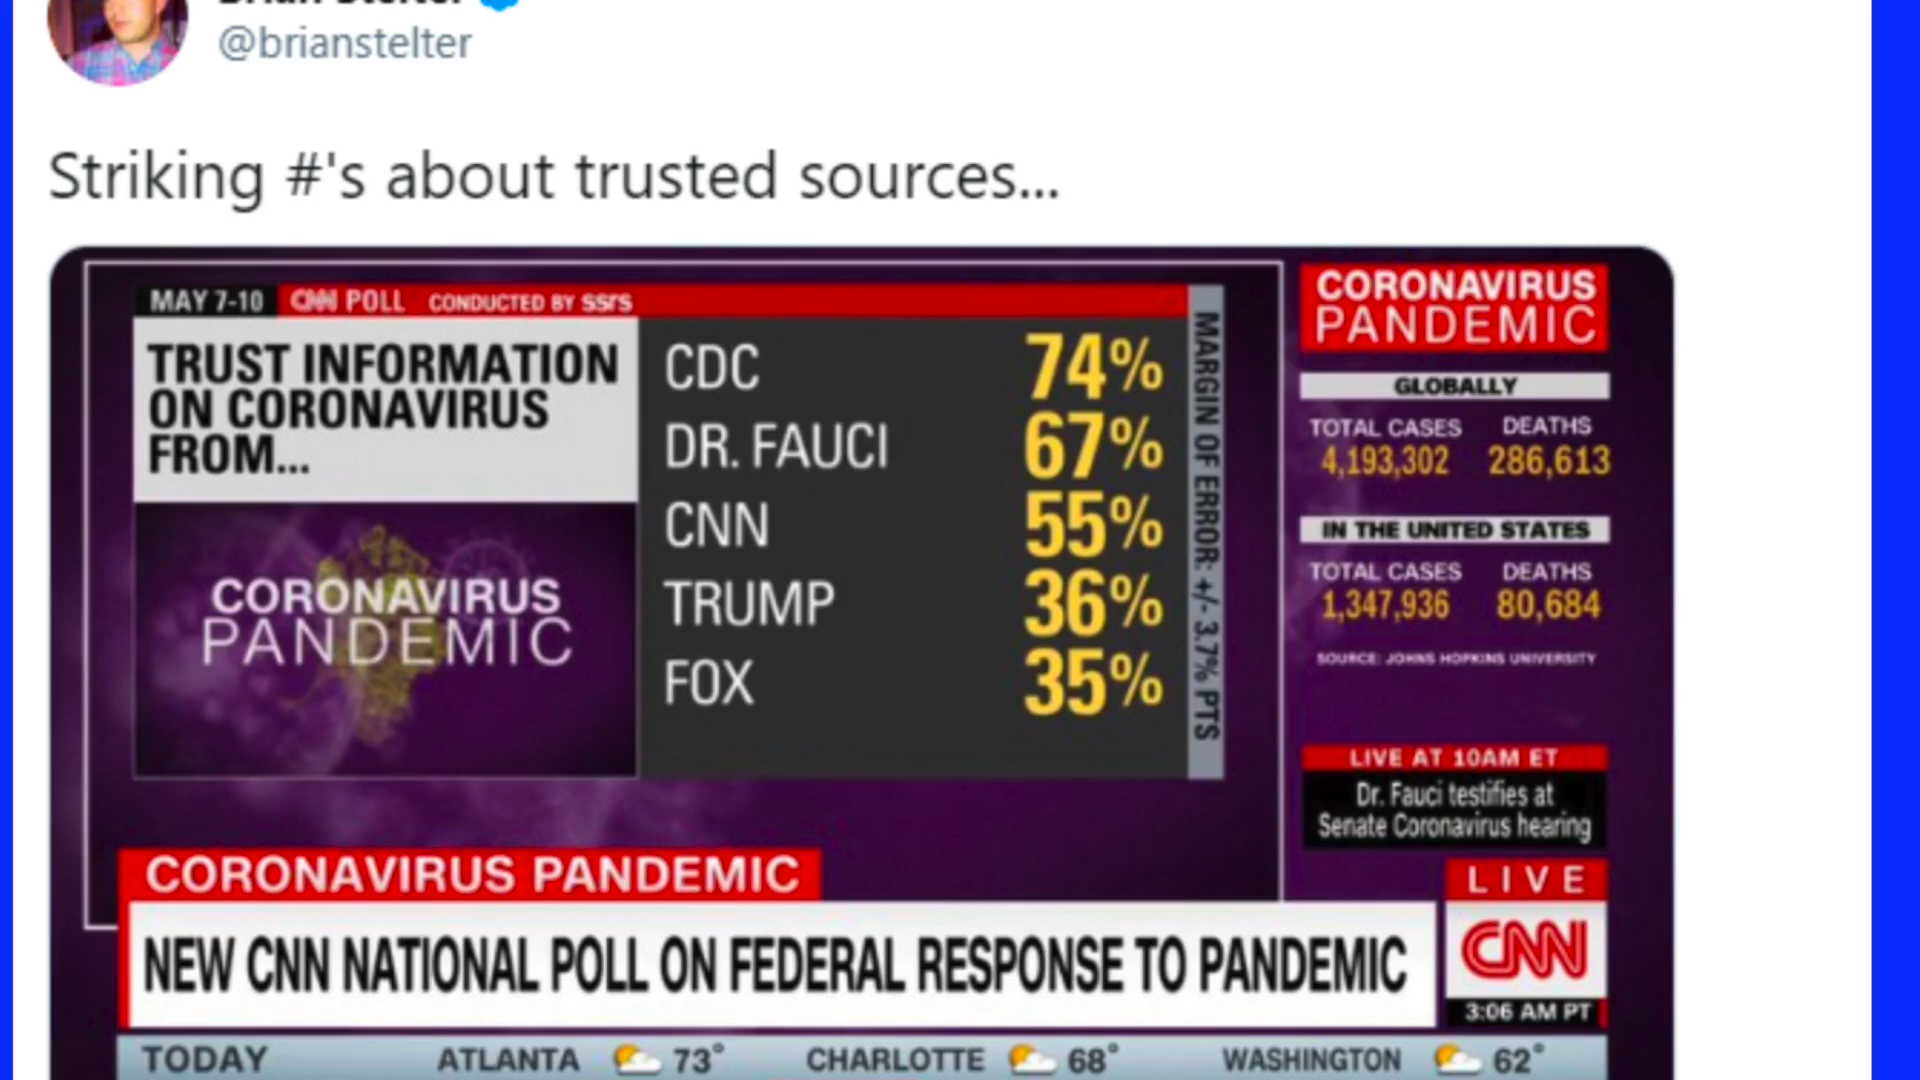 Brian Stelter
@brianstelter
Striking #'s about trusted sources...
MAY 7-10 CNN POLL CONDUCTED BY SSRS
TRUST INFORMATION
ON CORONAVIRUS
FROM...
CDC 74%
DR. FAUCI 67%
CNN 55%
TRUMP 36%
FOX 35%
MARGIN OF ERROR: +/- 3.7% PTS
CORONAVIRUS
PANDEMIC
CORONAVIRUS
PANDEMIC
GLOBALLY
TOTAL CASES DEATHS
4,193,302 286,613
IN THE UNITED STATES
TOTAL CASES DEATHS
1,347,936 80,684
SOURCE: JOHNS HOPKINS UNIVERSITY
LIVE AT 10AM ET
Dr. Fauci testifies at
Senate Coronavirus hearing
CORONAVIRUS PANDEMIC
NEW CNN NATIONAL POLL ON FEDERAL RESPONSE TO PANDEMIC
LIVE
CNN
3:06 AM PT
TODAY ATLANTA 73° CHARLOTTE 68° WASHINGTON 62°